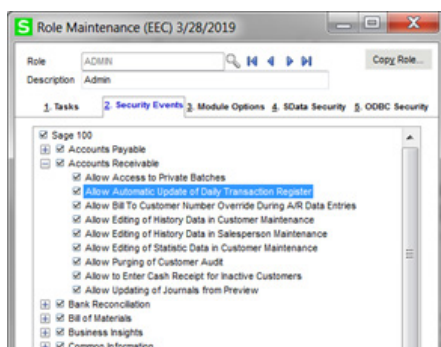 S Role Maintenance (EEC) 3/28/2019
Role ADMIN Copy Role...
Description Admin
1. Tasks 2. Security Events 3. Module Options 4. SData Security 5. ODBC Security
Sage 100
Accounts Payable
Accounts Receivable
Allow Access to Private Batches
Allow Automatic Update of Daily Transaction Register
Allow Bill To Customer Number Override During A/R Data Entries
Allow Editing of History Data in Customer Maintenance
Allow Editing of History Data in Salesperson Maintenance
Allow Editing of Statistic Data in Customer Maintenance
Allow Purging of Customer Audit
Allow to Enter Cash Receipt for Inactive Customers
Allow Updating of Journals from Preview
Bank Reconciliation
Bill of Materials
Business Insights
Common Information